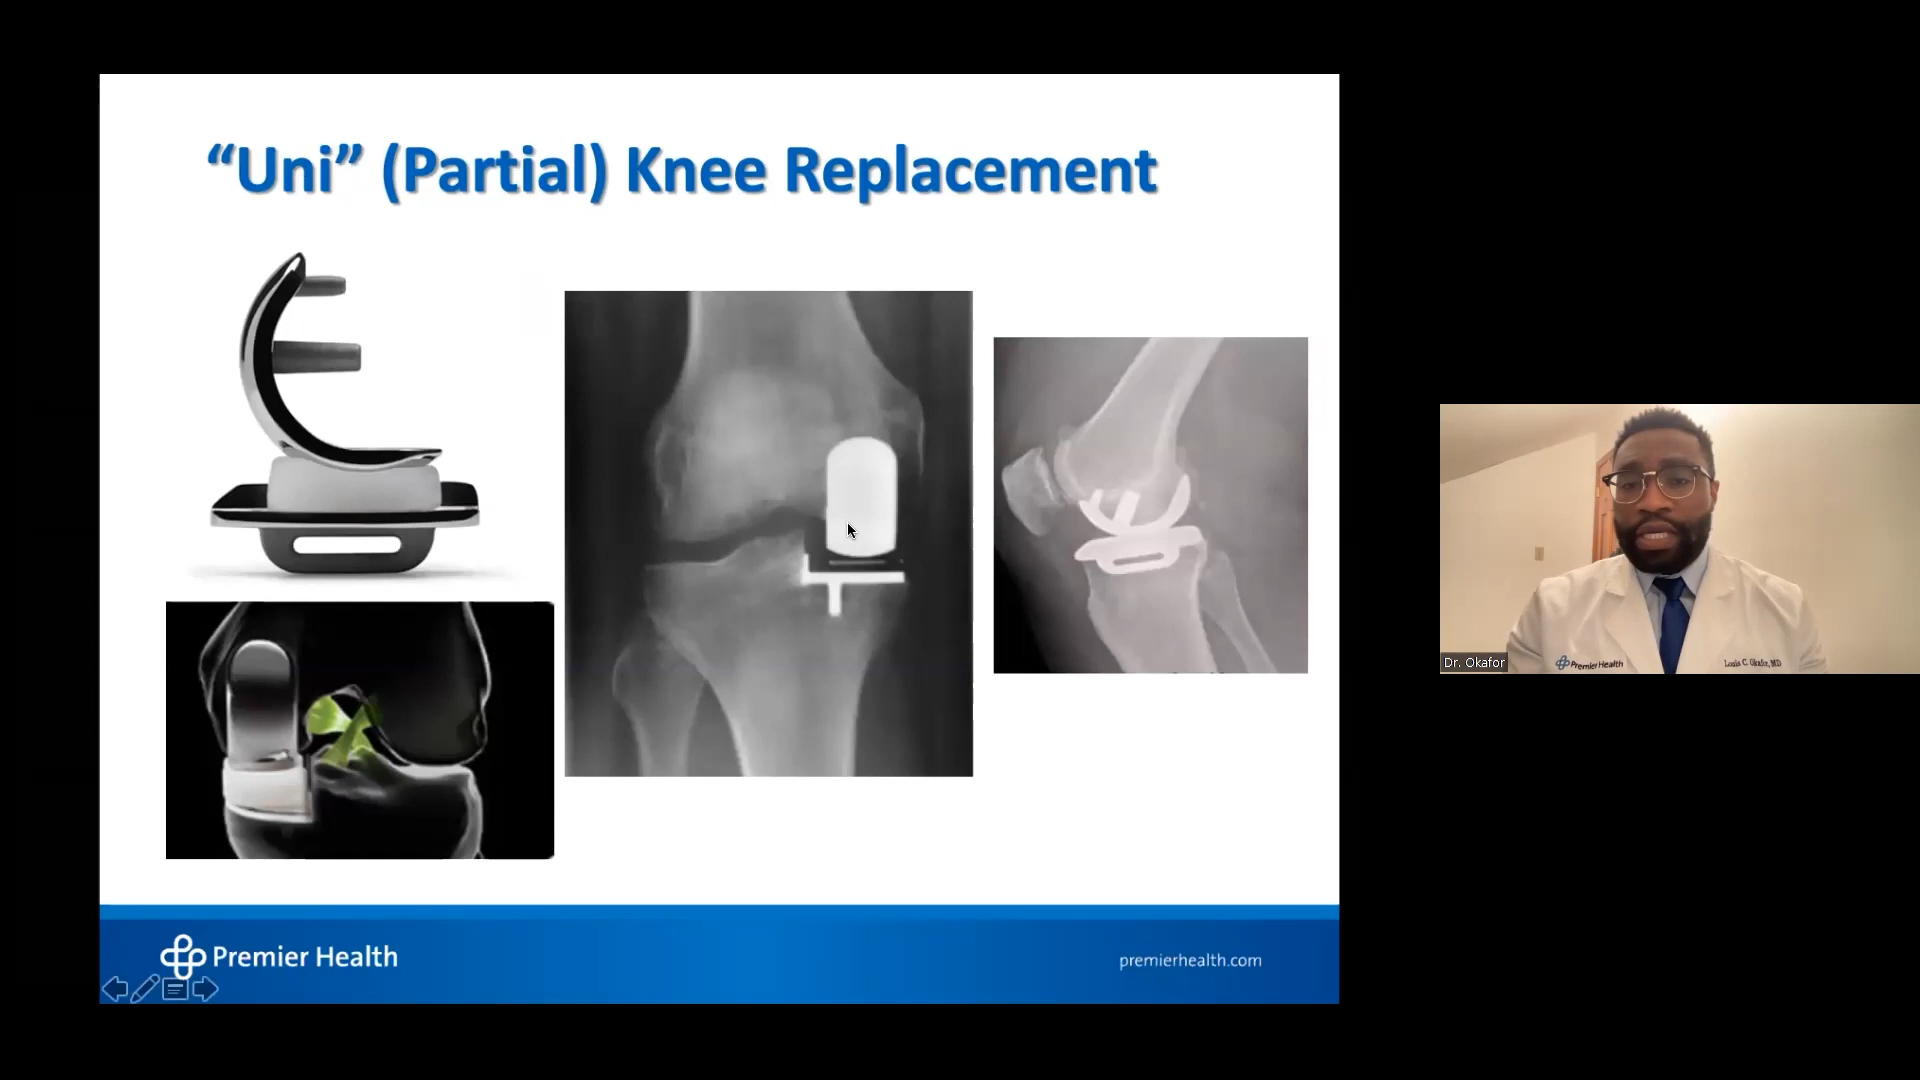 “Uni” (Partial) Knee Replacement
Premier Health
premierhealth.com
Dr. Okafor
Premier Health
Louis C. Okafor, MD